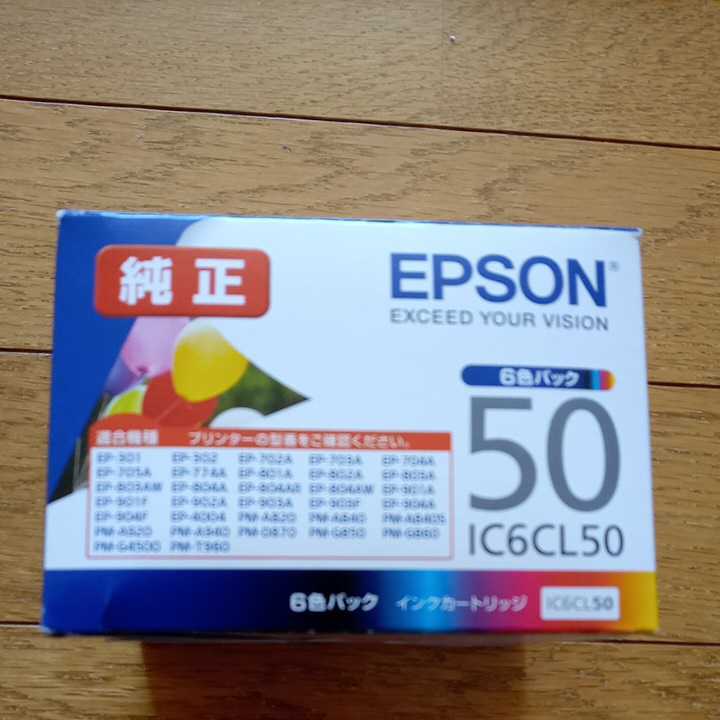 純正
EPSON®
EXCEED YOUR VISION
6色パック
50
IC6CL50
適合機種 プリンターの型番をご確認ください。
EP-301 EP-302 EP-702A EP-703A EP-704A
EP-705A EP-774A EP-801A EP-802A EP-803A
EP-803AW EP-804A EP-804AR EP-804AW EP-901A
EP-901F EP-902A EP-903A EP-903F EP-904A
EP-904F EP-4004 PM-A820 PM-A840 PM-A840S
PM-A920 PM-A940 PM-D870 PM-G850 PM-G860
PM-G4500 PM-T960
6色パック インクカートリッジ IC6CL50